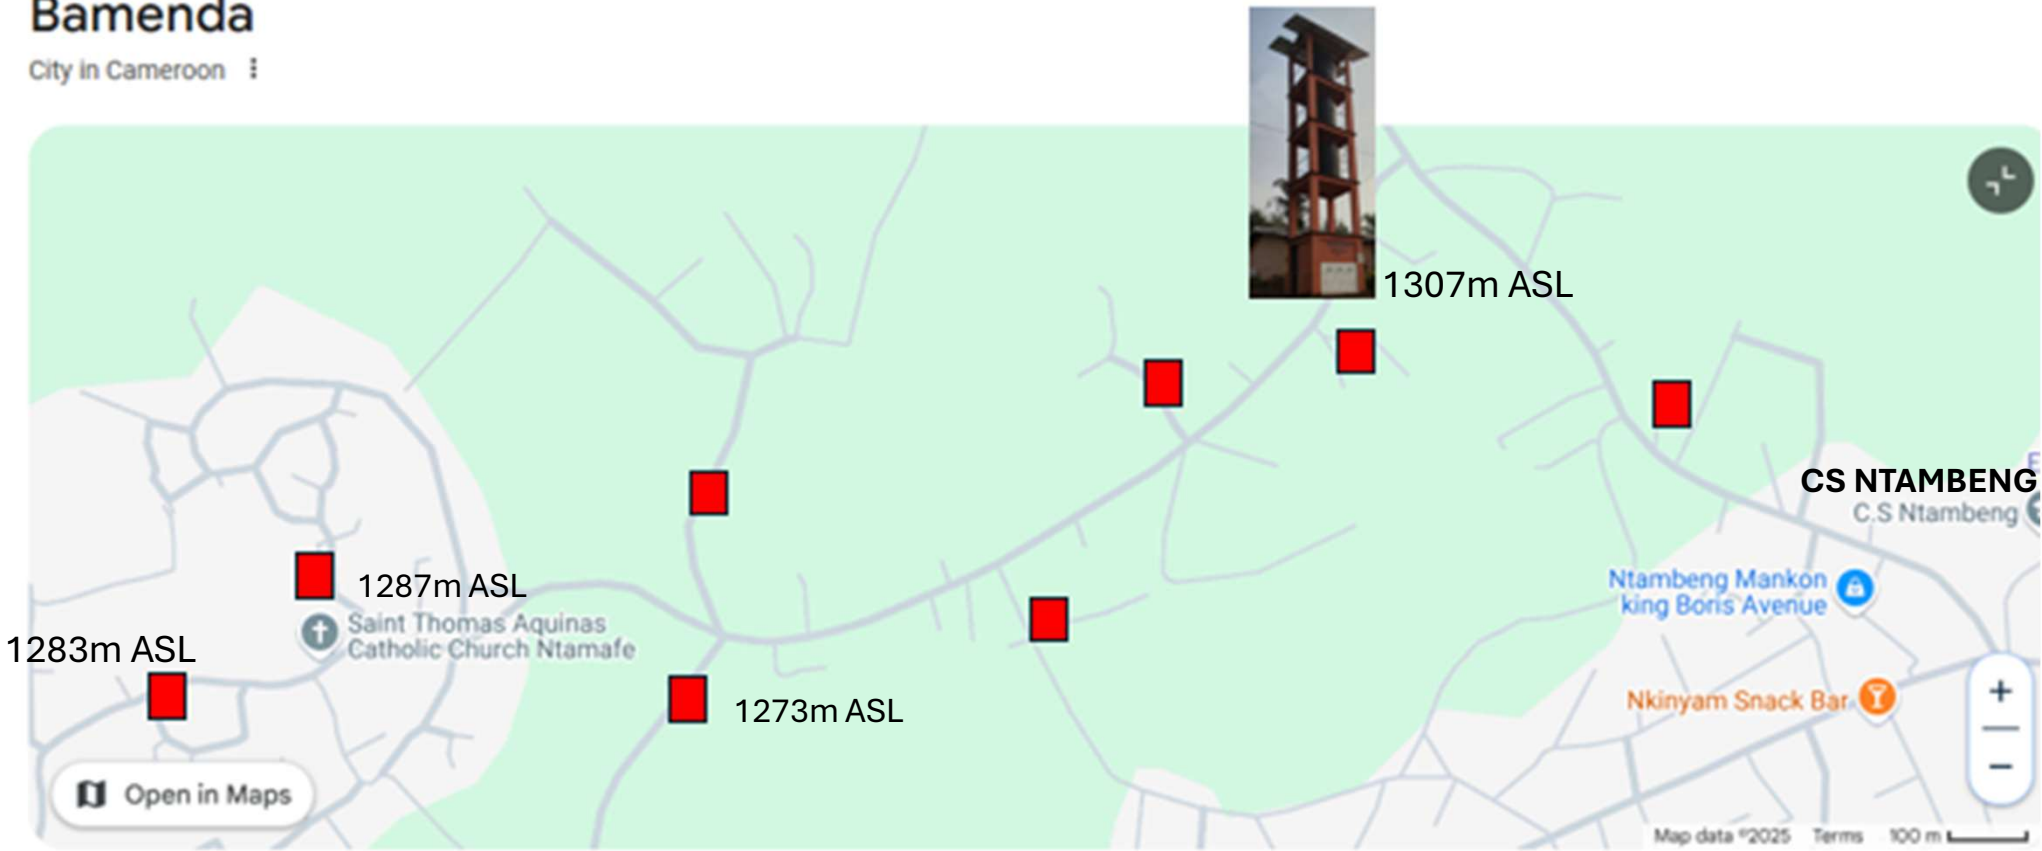 Bamenda
City in Cameroon
1307m ASL
CS NTAMBENG
C.S Ntambeng
1287m ASL
Ntambeng Mankon
king Boris Avenue
Saint Thomas Aquinas
Catholic Church Ntamafe
1283m ASL
Nkinyam Snack Bar
1273m ASL
Open in Maps
Map data ©2025 Terms 100 m